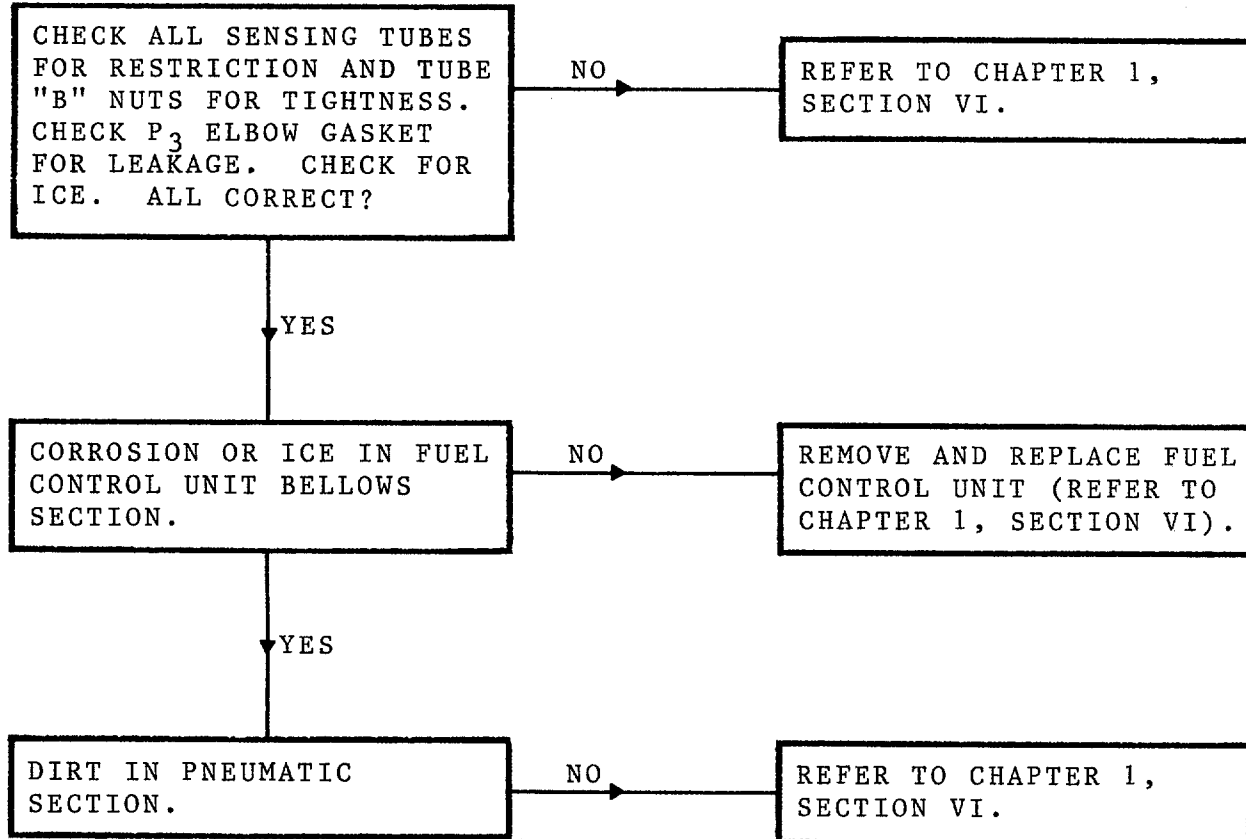 CHECK ALL SENSING TUBES
FOR RESTRICTION AND TUBE
"B" NUTS FOR TIGHTNESS.
CHECK P3 ELBOW GASKET
FOR LEAKAGE. CHECK FOR
ICE. ALL CORRECT?
NO
REFER TO CHAPTER 1,
SECTION VI.
YES
CORROSION OR ICE IN FUEL
CONTROL UNIT BELLOWS
SECTION.
NO
REMOVE AND REPLACE FUEL
CONTROL UNIT (REFER TO
CHAPTER 1, SECTION VI).
YES
DIRT IN PNEUMATIC
SECTION.
NO
REFER TO CHAPTER 1,
SECTION VI.